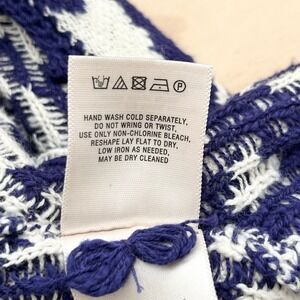 HAND WASH COLD SEPARATELY,
DO NOT WRING OR TWIST,
USE ONLY NON-CHLORINE BLEACH,
RESHAPE LAY FLAT TO DRY,
LOW IRON AS NEEDED.
MAY BE DRY CLEANED